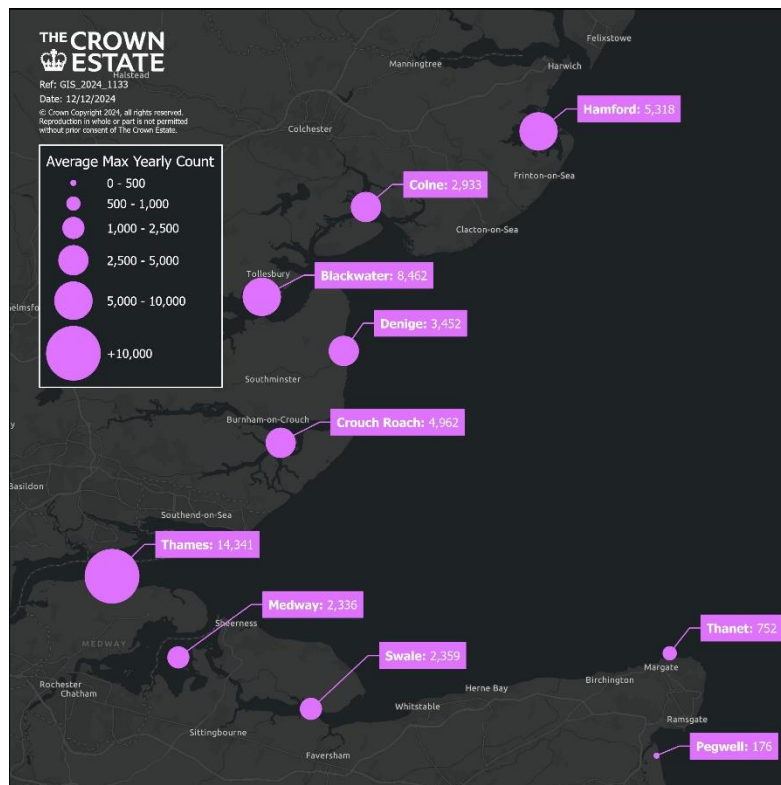 THE CROWN
ESTATE
Ref: GIS_2024_1133
Date: 12/12/2024
© Crown Copyright 2024, all rights reserved.
Reproduction in whole or part is not permitted
without prior consent of The Crown Estate.
Average Max Yearly Count
0 - 500
500 - 1,000
1,000 - 2,500
2,500 - 5,000
5,000 - 10,000
+10,000
Felixstowe
Manningtree
Harwich
Halstead
Hamford: 5,318
Colchester
Frinton-on-Sea
Colne: 2,933
Clacton-on-Sea
Tollesbury
Blackwater: 8,462
helmsfo
Denige: 3,452
Southminster
Burnham-on-Crouch
Crouch Roach: 4,962
y
Basildon
Southend-on-Sea
Thames: 14,341
Medway: 2,336
Sheerness
MEDWAY
Thanet: 752
Swale: 2,359
Margate
Birchington
Rochester
Chatham
Herne Bay
Whitstable
Ramsgate
Sittingbourne
Faversham
Pegwell: 176